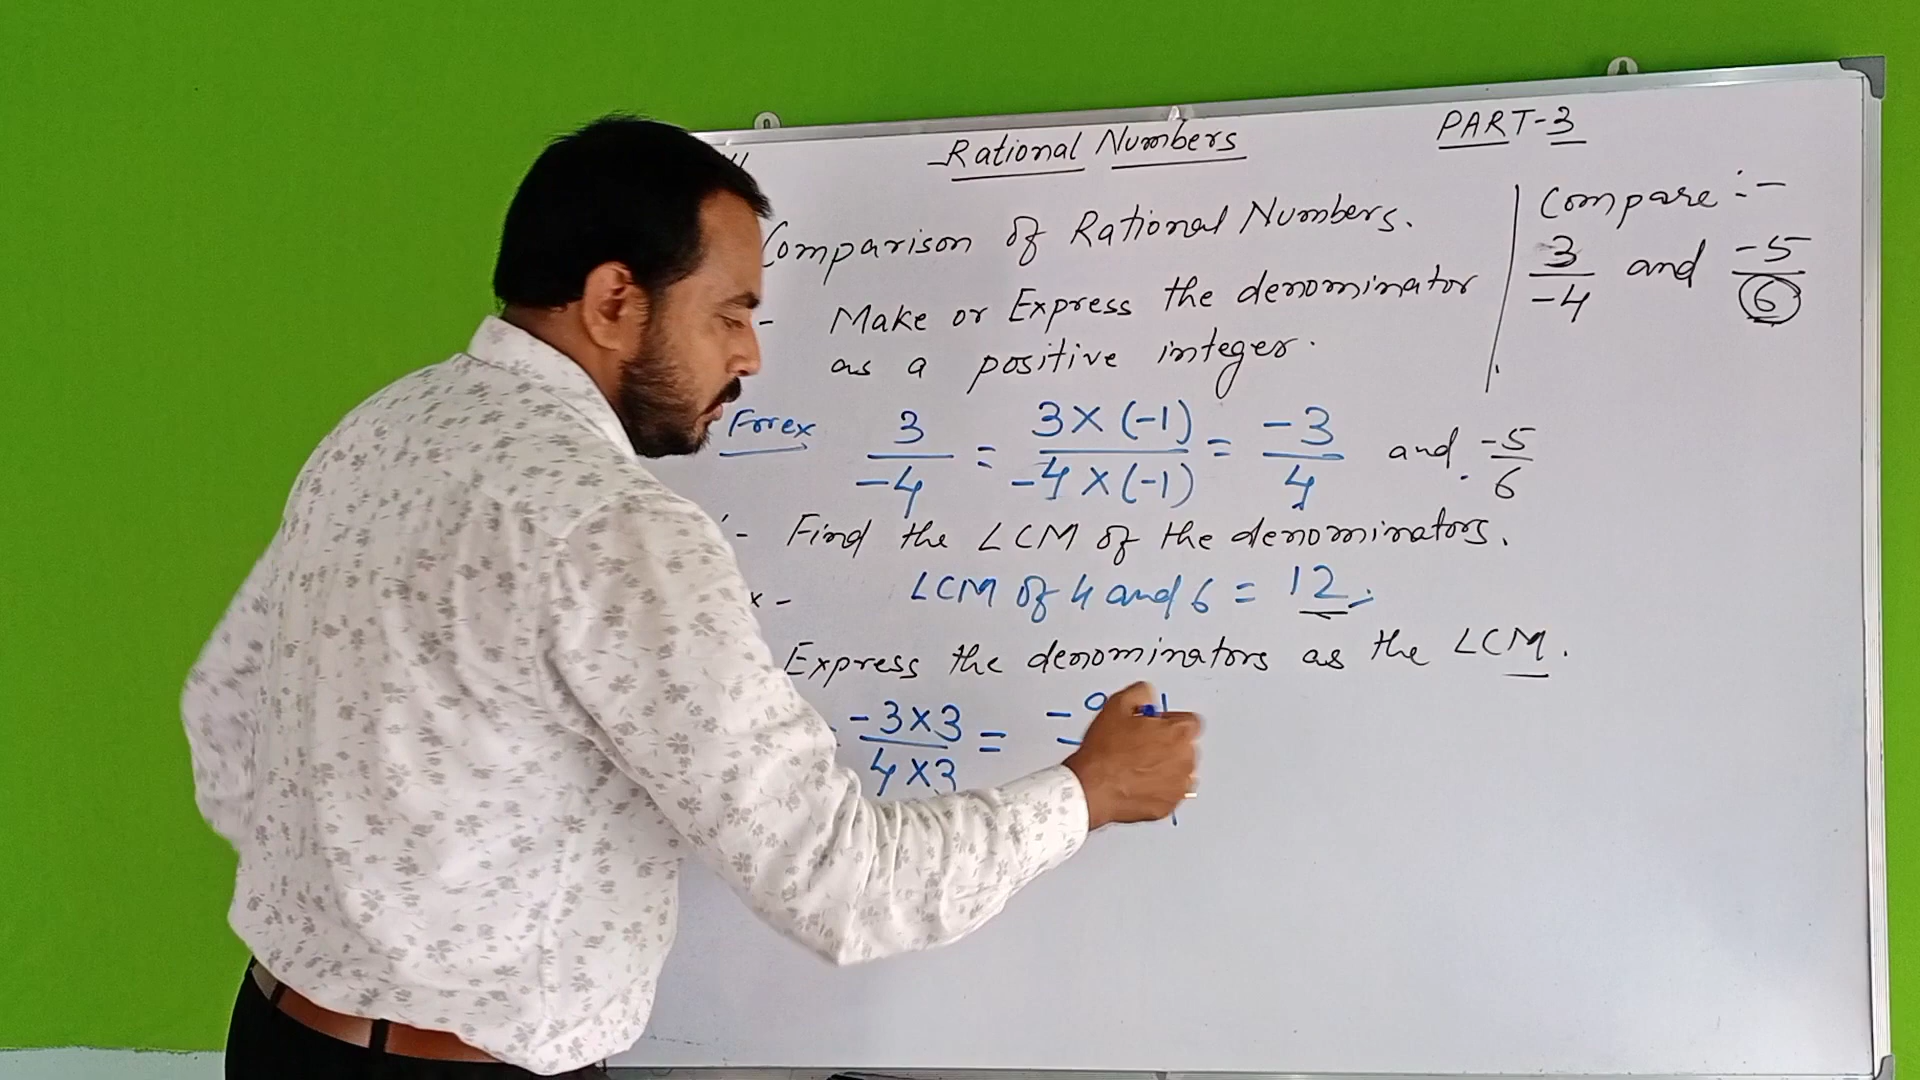 Rational Numbers
PART-3
Comparison of Rational Numbers.
- Make or Express the denominator
as a positive integer.
Compare :-
3/-4 and -5/6
For ex 3/-4 = 3×(-1)/-4×(-1) = -3/4 and -5/6
- Find the LCM of the denominators.
x - LCM of 4 and 6 = 12
Express the denominators as the LCM.
-3×3/4×3 = -9